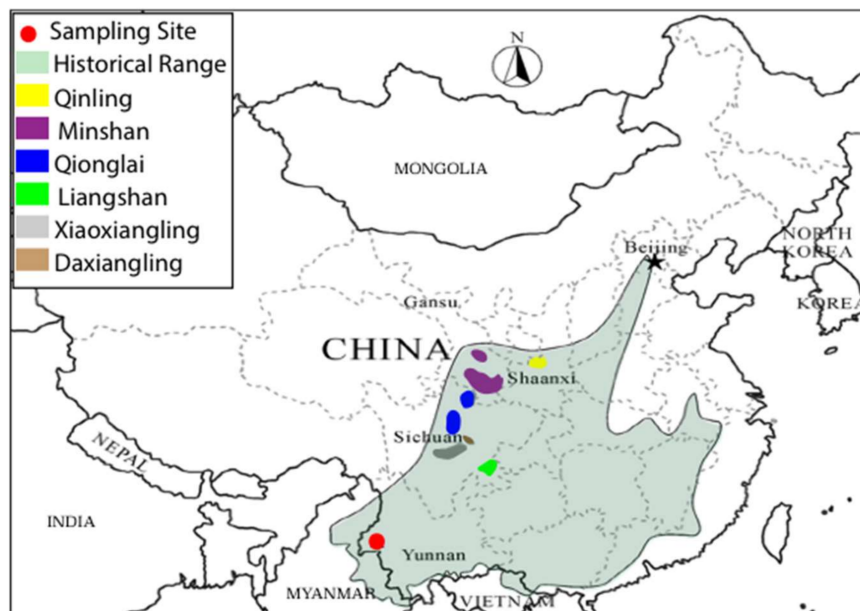 Sampling Site
Historical Range
Qinling
Minshan
Qionglai
Liangshan
Xiaoxiangling
Daxiangling
N
MONGOLIA
Beijing
NORTH
KOREA
KOREA
Gansu
CHINA
Shaanxi
Sichuan
NEPAL
INDIA
Yunnan
MYANMAR
VIETNAM